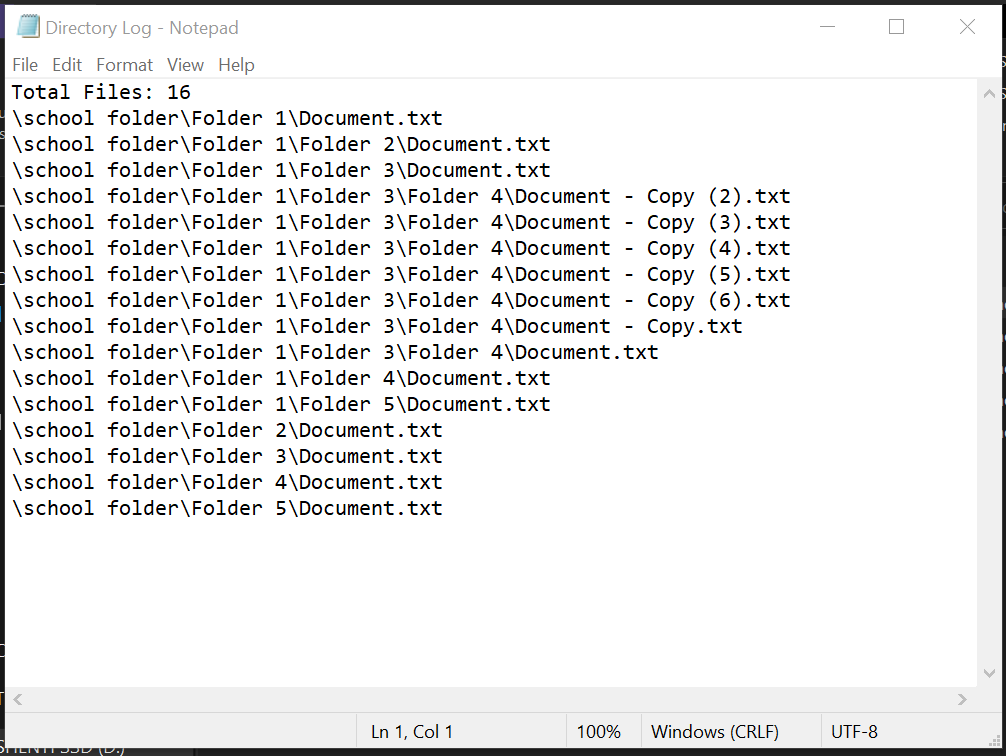 Directory Log - Notepad
File Edit Format View Help
Total Files: 16
\school folder\Folder 1\Document.txt
\school folder\Folder 1\Folder 2\Document.txt
\school folder\Folder 1\Folder 3\Document.txt
\school folder\Folder 1\Folder 3\Folder 4\Document - Copy (2).txt
\school folder\Folder 1\Folder 3\Folder 4\Document - Copy (3).txt
\school folder\Folder 1\Folder 3\Folder 4\Document - Copy (4).txt
\school folder\Folder 1\Folder 3\Folder 4\Document - Copy (5).txt
\school folder\Folder 1\Folder 3\Folder 4\Document - Copy (6).txt
\school folder\Folder 1\Folder 3\Folder 4\Document - Copy.txt
\school folder\Folder 1\Folder 3\Folder 4\Document.txt
\school folder\Folder 1\Folder 4\Document.txt
\school folder\Folder 1\Folder 5\Document.txt
\school folder\Folder 2\Document.txt
\school folder\Folder 3\Document.txt
\school folder\Folder 4\Document.txt
\school folder\Folder 5\Document.txt
Ln 1, Col 1 100% Windows (CRLF) UTF-8